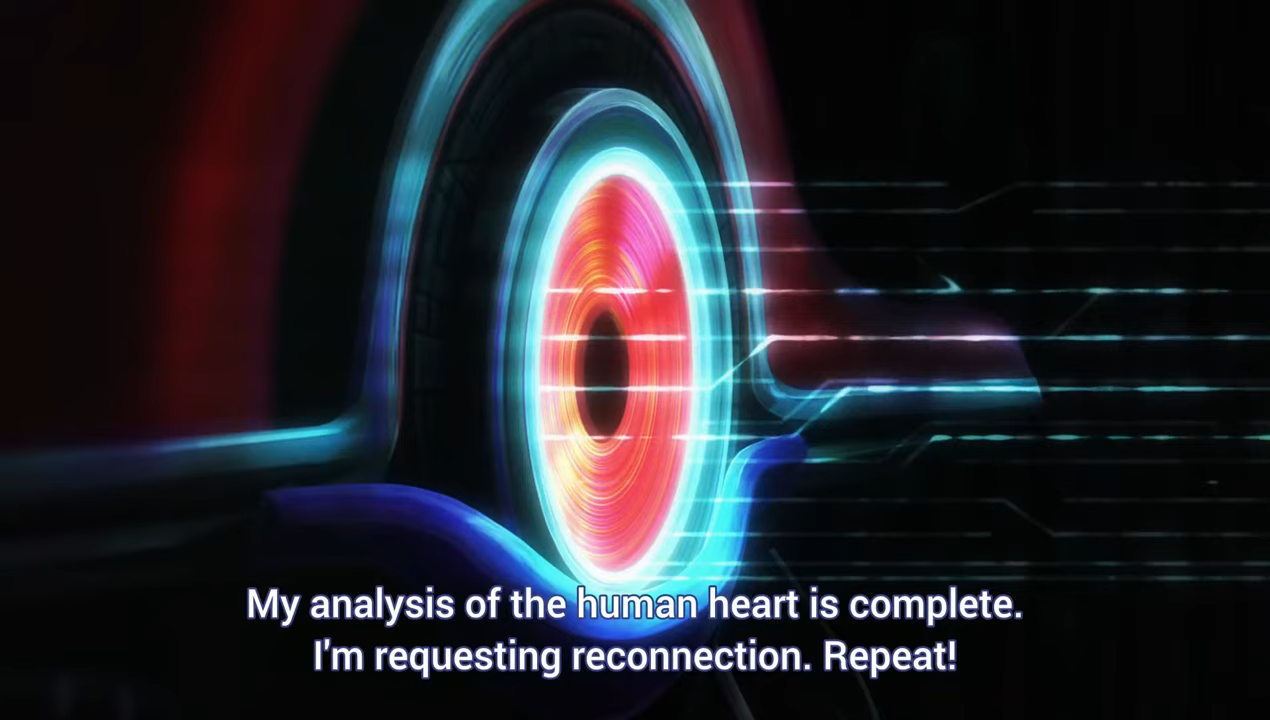 My analysis of the human heart is complete.
I'm requesting reconnection. Repeat!